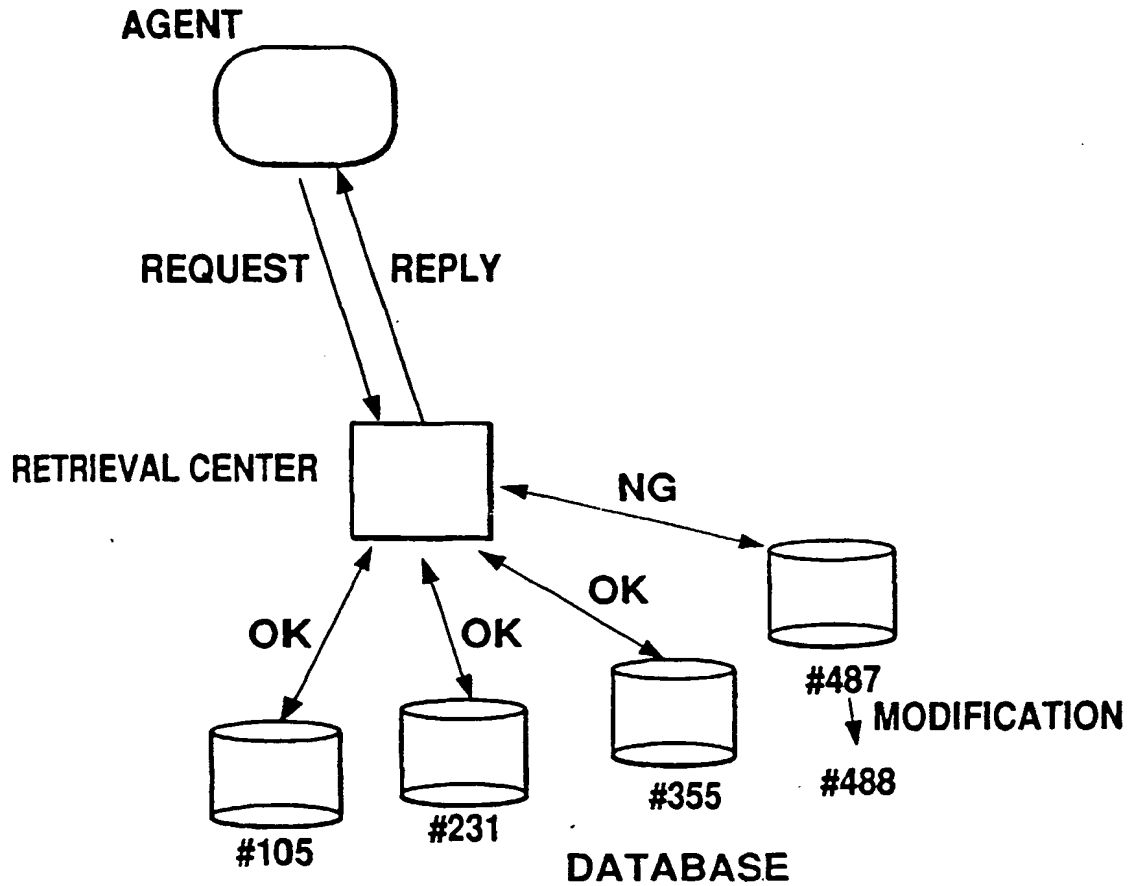 AGENT
REQUEST
REPLY
RETRIEVAL CENTER
NG
OK
OK
OK
#487
MODIFICATION
#488
#355
#231
#105
DATABASE